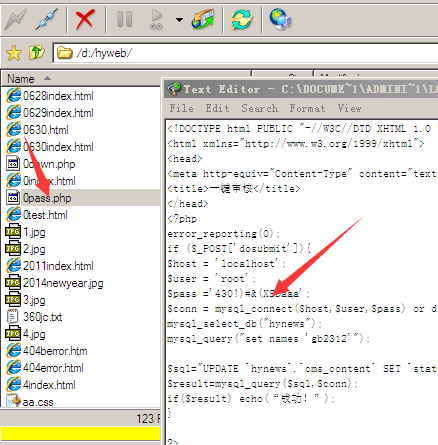 /d:/hyweb/
Name
0628index.html
0629index.html
0630.html
0630index.html
0down.php
0index.html
0pass.php
0test.html
1.jpg
2.jpg
2011index.html
2014newyear.jpg
3.jpg
360jc.txt
4.jpg
404berror.htm
404error.htm
4index.html
aa.css
123 F
Text Editor - C:\DOCUME~1\ADMINI~1\L
File Edit Search Format View
<!DOCTYPE html PUBLIC "-//W3C//DTD XHTML 1.0
<html xmlns="http://www.w3.org/1999/xhtml">
<head>
<meta http-equiv="Content-Type" content="text
<title>一键审核</title>
</head>
<?php
error_reporting(0);
if ($_POST['dosubmit']){
$host = 'localhost';
$user = 'root';
$pass ='430!)#&(XSDaaa';
$conn = mysql_connect($host,$user,$pass) or d
mysql_select_db("hynews");
mysql_query("set names 'gb2312'");
$sql="UPDATE `hynews`.`cms_content` SET `stat
$result=mysql_query($sql,$conn);
if($result) echo(“成功！”);
}
?>